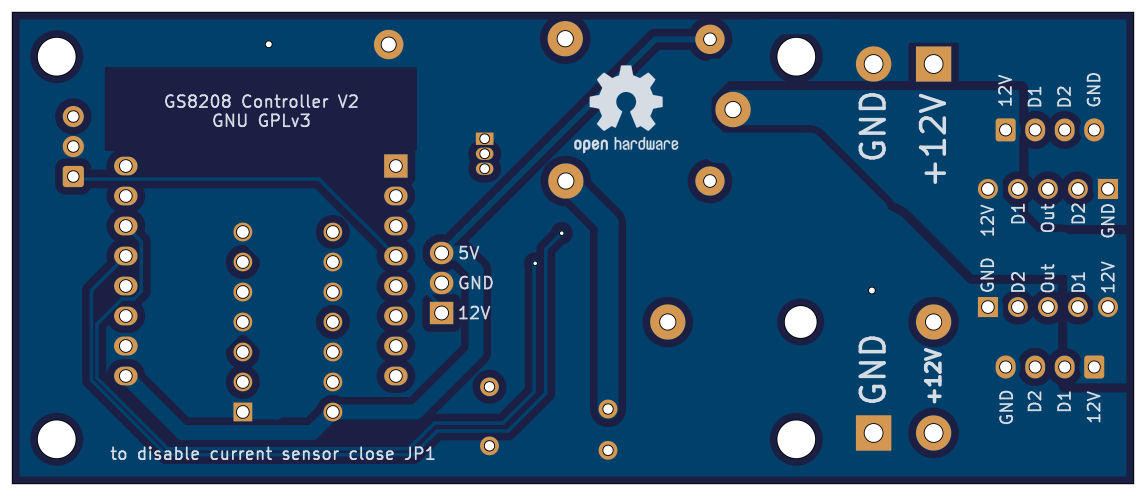 GS8208 Controller V2
GNU GPLv3
open hardware
GND
+12V
12V
D1
D2
GND
12V
D1
Out
D2
GND
5V
GND
12V
GND
D2
Out
D1
12V
GND
+12V
GND
D2
D1
12V
to disable current sensor close JP1